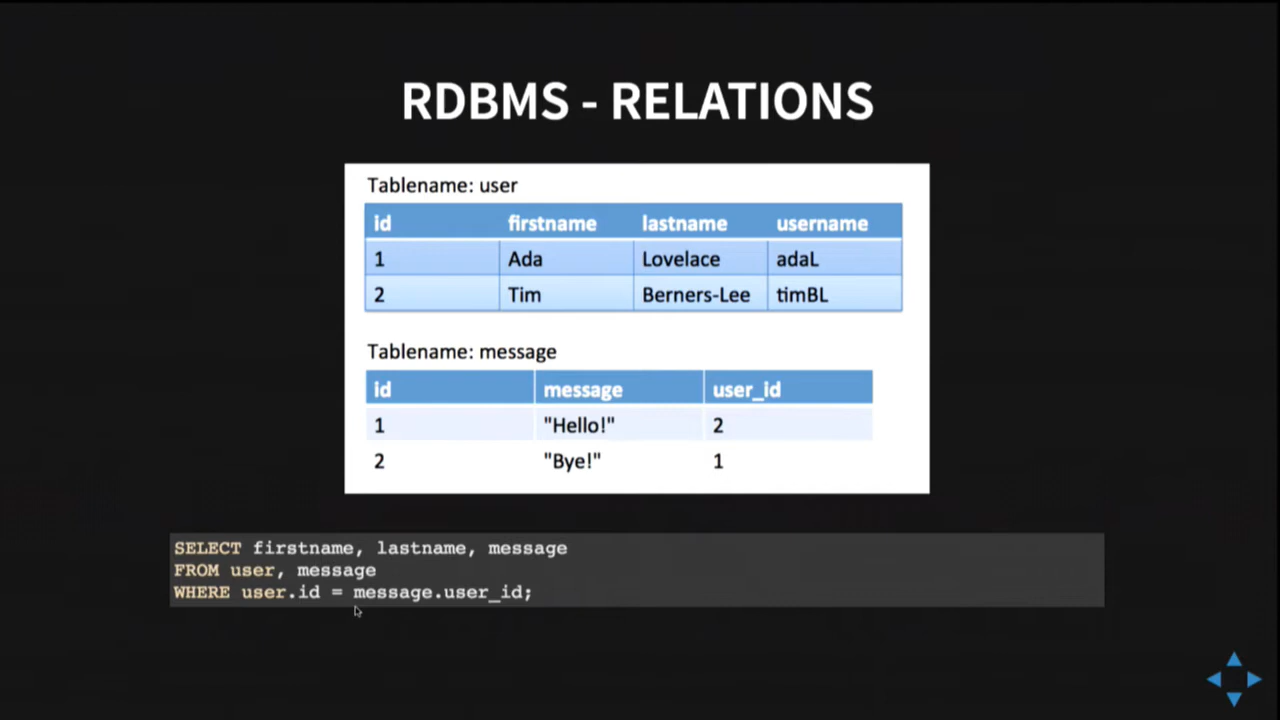 RDBMS - RELATIONS
Tablename: user
id firstname lastname username
1 Ada Lovelace adaL
2 Tim Berners-Lee timBL
Tablename: message
id message user_id
1 "Hello!" 2
2 "Bye!" 1
SELECT firstname, lastname, message
FROM user, message
WHERE user.id = message.user_id;